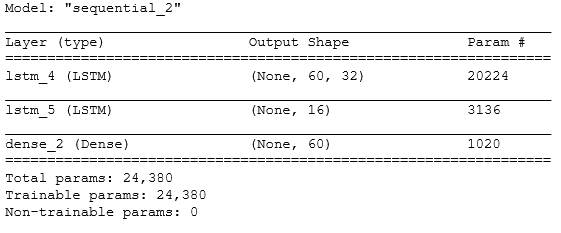 Model: "sequential_2"
Layer (type) Output Shape Param #
lstm_4 (LSTM) (None, 60, 32) 20224
lstm_5 (LSTM) (None, 16) 3136
dense_2 (Dense) (None, 60) 1020
Total params: 24,380
Trainable params: 24,380
Non-trainable params: 0